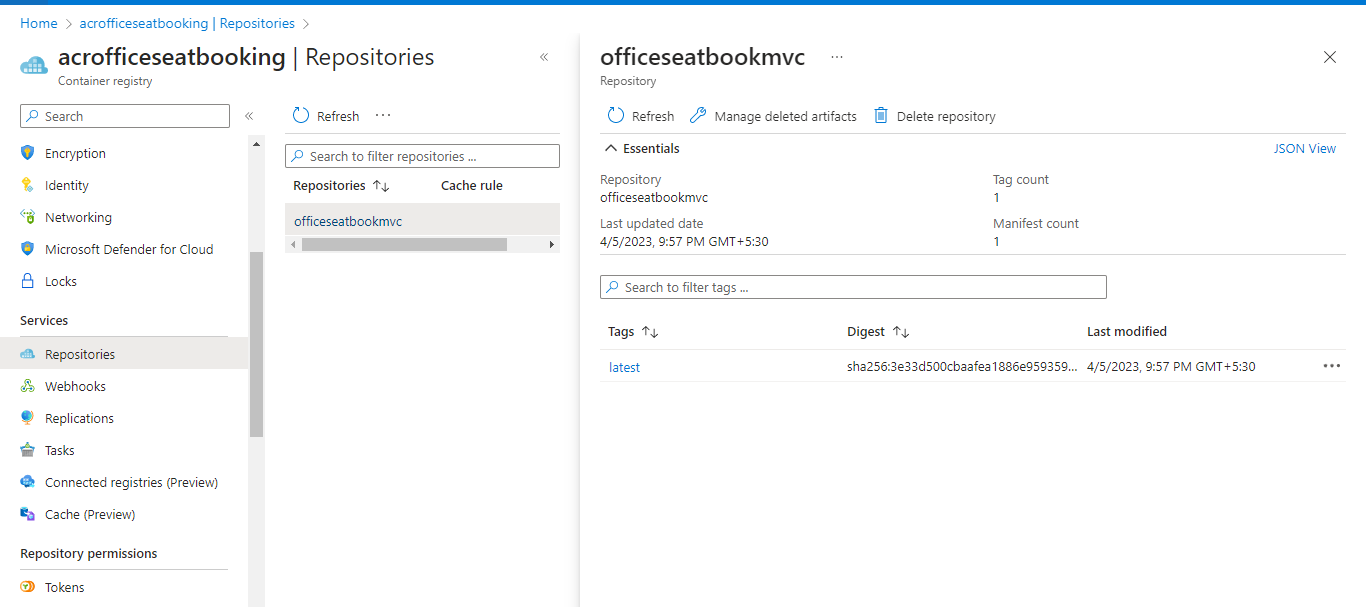 Home > acrofficeseatbooking | Repositories >
acrofficeseatbooking | Repositories
Container registry
«
Search
«
Encryption
Identity
Networking
Microsoft Defender for Cloud
Locks
Services
Repositories
Webhooks
Replications
Tasks
Connected registries (Preview)
Cache (Preview)
Repository permissions
Tokens
Refresh ...
Search to filter repositories ...
Repositories ↑↓ Cache rule
officeseatbookmvc
officeseatbookmvc ...
Repository
Refresh Manage deleted artifacts Delete repository
Essentials JSON View
Repository Tag count
officeseatbookmvc 1
Last updated date Manifest count
4/5/2023, 9:57 PM GMT+5:30 1
Search to filter tags ...
Tags ↑↓ Digest ↑↓ Last modified
latest sha256:3e33d500cbaafea1886e959359... 4/5/2023, 9:57 PM GMT+5:30 ...